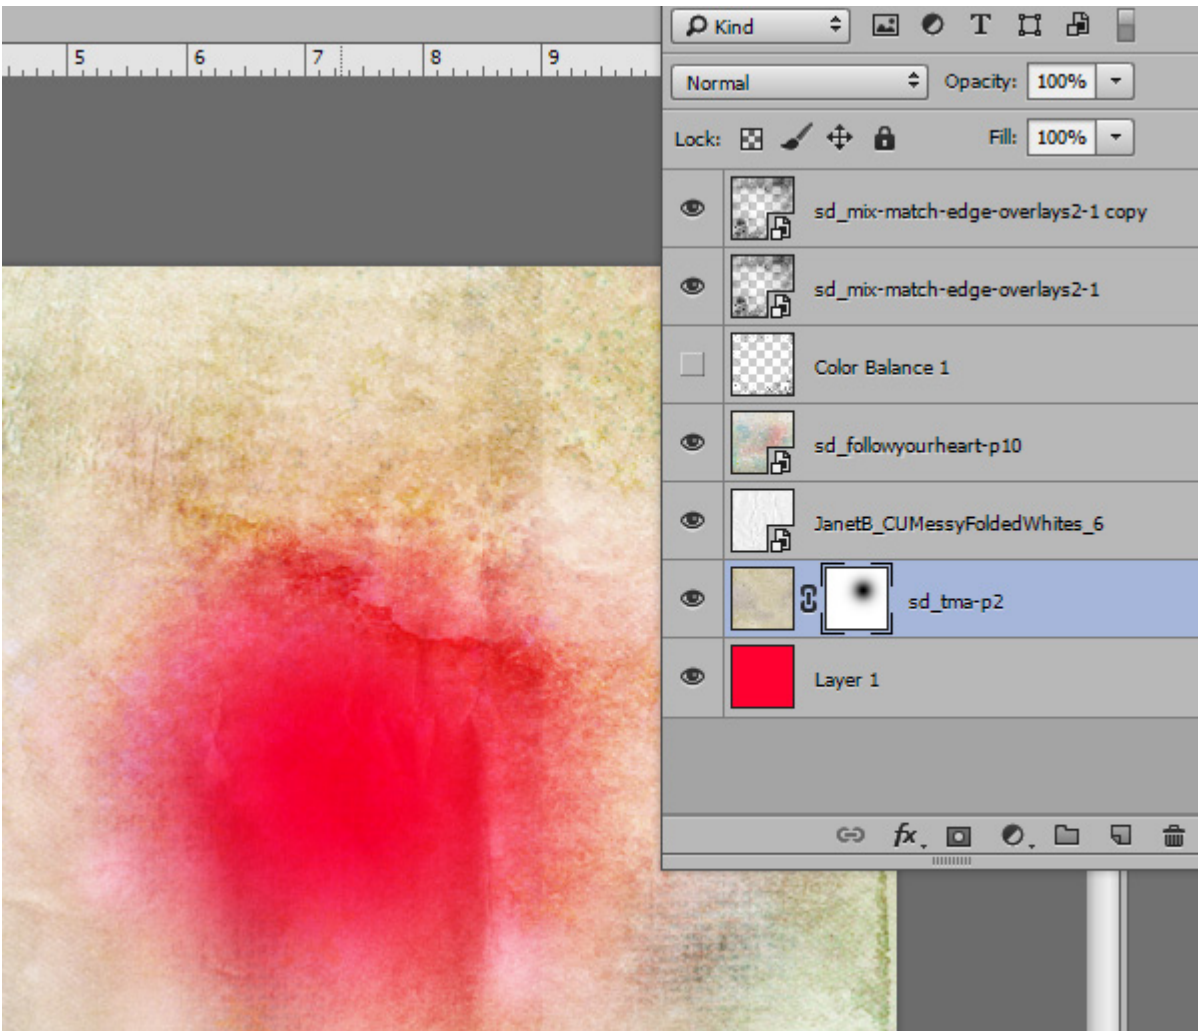 Kind
T
5 6 7 8 9
Normal Opacity: 100%
Lock: Fill: 100%
sd_mix-match-edge-overlays2-1 copy
sd_mix-match-edge-overlays2-1
Color Balance 1
sd_followyourheart-p10
JanetB_CUMessyFoldedWhites_6
sd_tma-p2
Layer 1
fx.